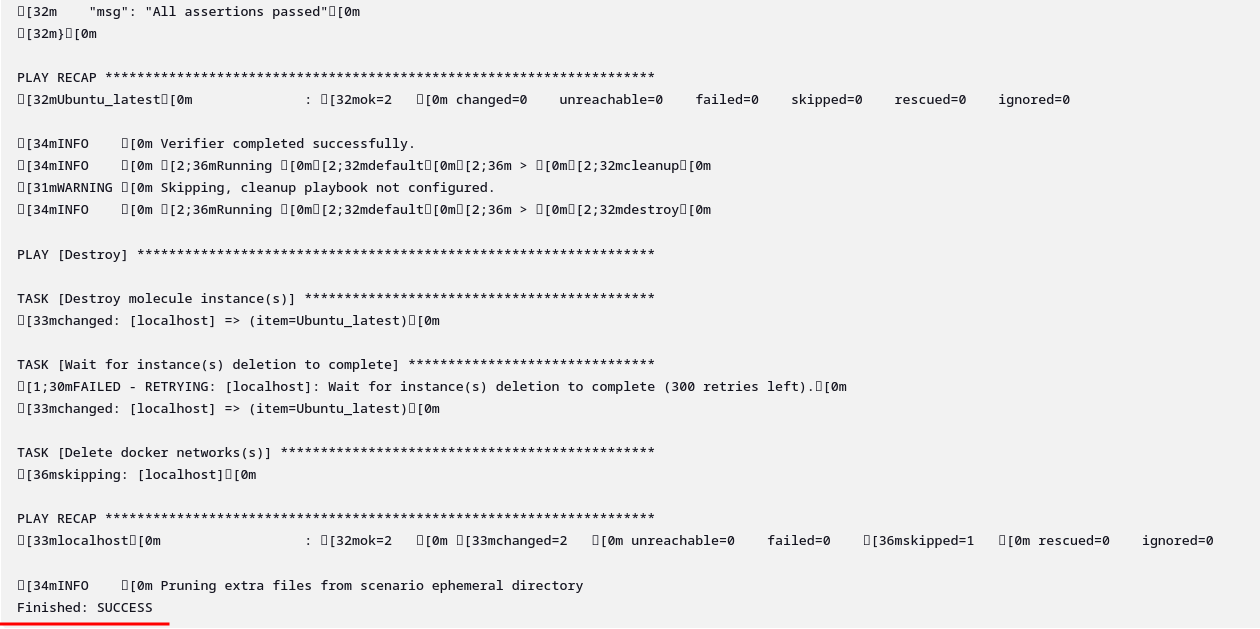 ▯[32m    "msg": "All assertions passed"▯[0m
▯[32m}▯[0m
PLAY RECAP *********************************************************************
▯[32mUbuntu_latest▯[0m              : ▯[32mok=2   ▯[0m changed=0    unreachable=0    failed=0    skipped=0    rescued=0    ignored=0
▯[34mINFO    ▯[0m Verifier completed successfully.
▯[34mINFO    ▯[0m ▯[2;36mRunning ▯[0m▯[2;32mdefault▯[0m▯[2;36m > ▯[0m▯[2;32mcleanup▯[0m
▯[31mWARNING ▯[0m Skipping, cleanup playbook not configured.
▯[34mINFO    ▯[0m ▯[2;36mRunning ▯[0m▯[2;32mdefault▯[0m▯[2;36m > ▯[0m▯[2;32mdestroy▯[0m
PLAY [Destroy] *****************************************************************
TASK [Destroy molecule instance(s)] ********************************************
▯[33mchanged: [localhost] => (item=Ubuntu_latest)▯[0m
TASK [Wait for instance(s) deletion to complete] *******************************
▯[1;30mFAILED - RETRYING: [localhost]: Wait for instance(s) deletion to complete (300 retries left).▯[0m
▯[33mchanged: [localhost] => (item=Ubuntu_latest)▯[0m
TASK [Delete docker networks(s)] ***********************************************
▯[36mskipping: [localhost]▯[0m
PLAY RECAP *********************************************************************
▯[33mlocalhost▯[0m                  : ▯[32mok=2   ▯[0m ▯[33mchanged=2   ▯[0m unreachable=0    failed=0    ▯[36mskipped=1   ▯[0m rescued=0    ignored=0
▯[34mINFO    ▯[0m Pruning extra files from scenario ephemeral directory
Finished: SUCCESS